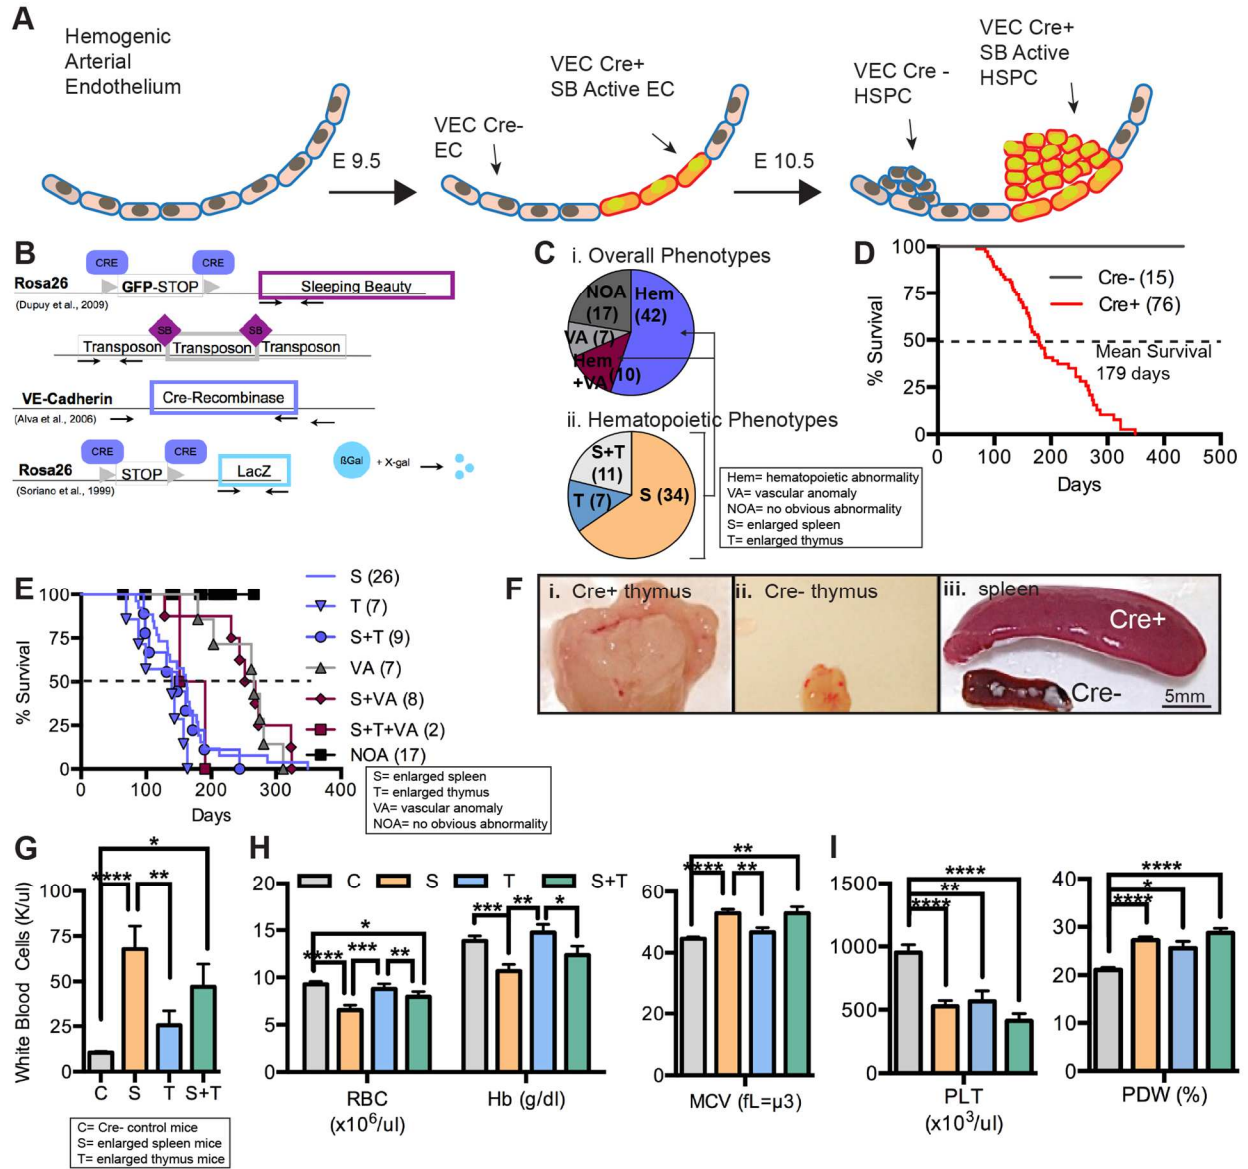 A
Hemogenic
Arterial
Endothelium
E 9.5
VEC Cre-
EC
VEC Cre+
SB Active EC
E 10.5
VEC Cre -
HSPC
VEC Cre+
SB Active
HSPC
B
CRE
CRE
Rosa26
GFP-STOP
Sleeping Beauty
(Dupuy et al., 2009)
SB
SB
Transposon
Transposon
Transposon
VE-Cadherin
Cre-Recombinase
(Alva et al., 2006)
CRE
CRE
Rosa26
STOP
LacZ
(Soriano et al., 1999)
ßGal
+ X-gal
C
i. Overall Phenotypes
NOA
(17)
Hem
(42)
VA (7)
Hem
+VA
(10)
ii. Hematopoietic Phenotypes
S+T
(11)
T (7)
S (34)
Hem= hematopoietic abnormality
VA= vascular anomaly
NOA= no obvious abnormality
S= enlarged spleen
T= enlarged thymus
D
% Survival
100
75
50
25
0
Cre- (15)
Cre+ (76)
Mean Survival
179 days
0 100 200 300 400 500
Days
E
% Survival
100
75
50
25
0
0 100 200 300 400
Days
S (26)
T (7)
S+T (9)
VA (7)
S+VA (8)
S+T+VA (2)
NOA (17)
S= enlarged spleen
T= enlarged thymus
VA= vascular anomaly
NOA= no obvious abnormality
F
i. Cre+ thymus
ii. Cre- thymus
iii. spleen
Cre+
Cre-
5mm
G
White Blood Cells (K/ul)
100
75
50
25
0
*
****
**
C S T S+T
C= Cre- control mice
S= enlarged spleen mice
T= enlarged thymus mice
H
C S T S+T
20
15
10
5
0
*
****
***
**
***
**
*
RBC
(x10⁶/ul)
Hb (g/dl)
60
40
20
0
**
****
**
MCV (fL=µ3)
I
1500
1000
500
0
****
**
****
PLT
(x10³/ul)
40
30
20
10
0
****
*
****
PDW (%)